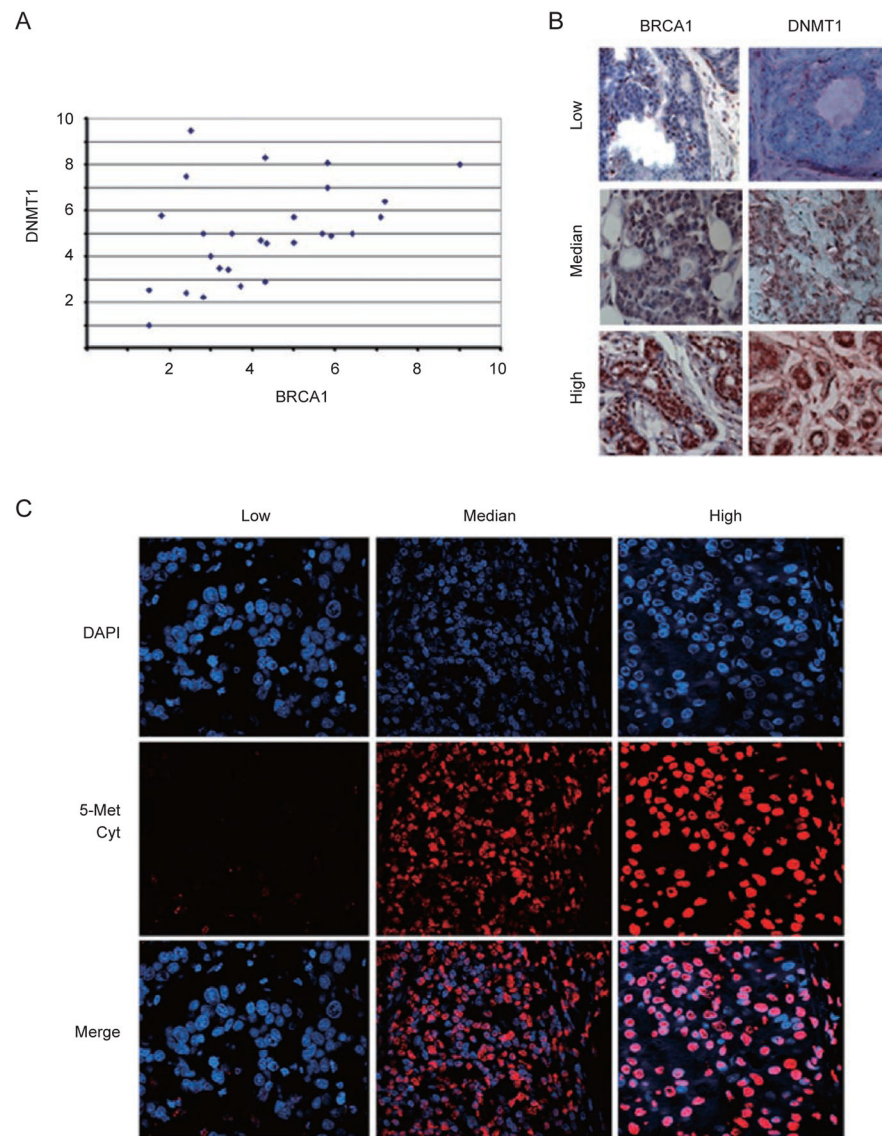 A
10
8
6
4
2
DNMT1
2
4
6
8
10
BRCA1
B
BRCA1
DNMT1
Low
Median
High
C
Low
Median
High
DAPI
5-Met
Cyt
Merge